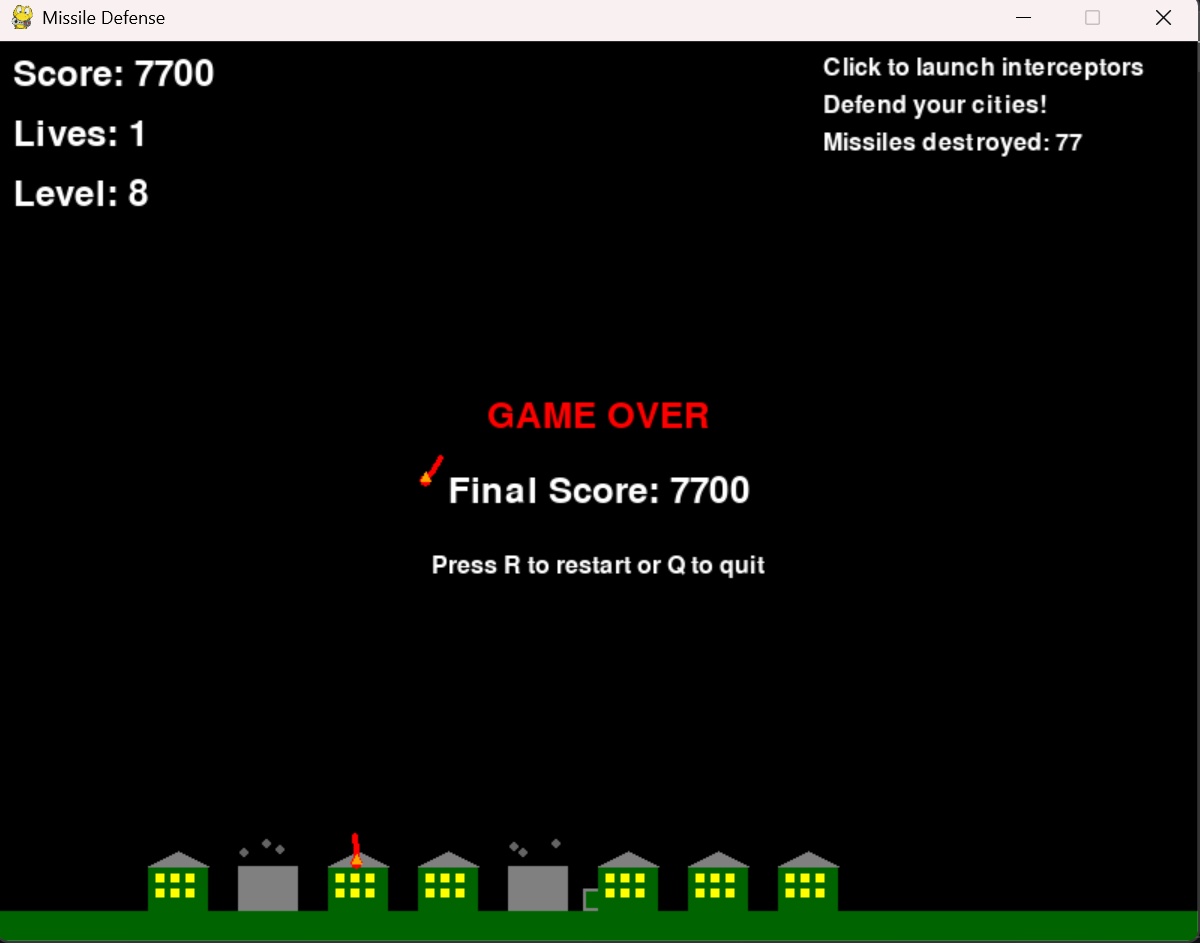 Missile Defense
Score: 7700
Lives: 1
Level: 8
Click to launch interceptors
Defend your cities!
Missiles destroyed: 77
GAME OVER
Final Score: 7700
Press R to restart or Q to quit